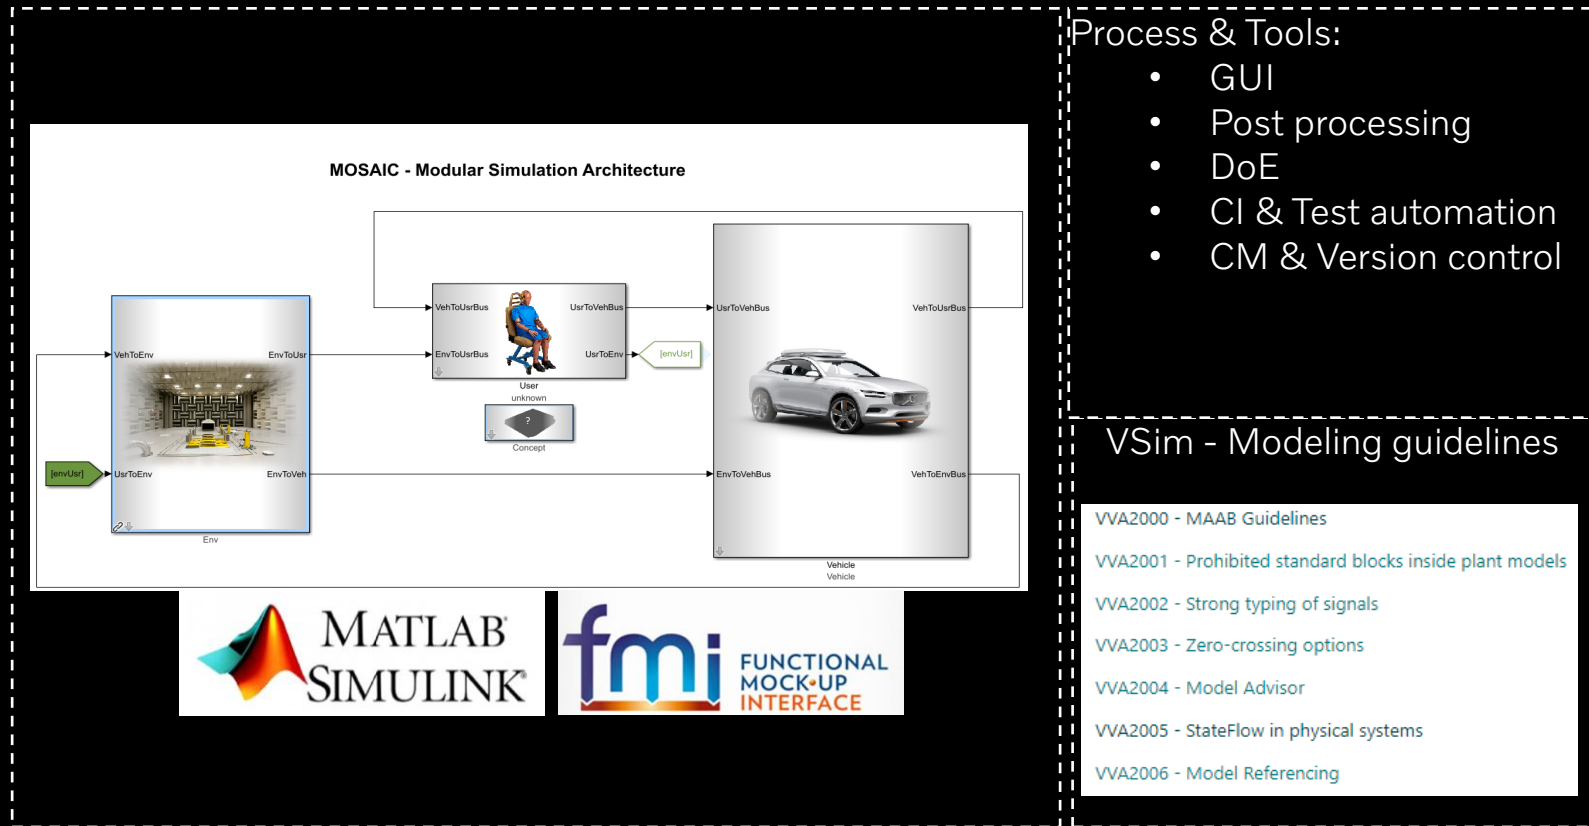 MOSAIC - Modular Simulation Architecture
VehToEnv
EnvToUsr
[envUsr]
UsrToEnv
EnvToVeh
Env
VehToUsrBus
UsrToVehBus
EnvToUsrBus
UsrToEnv
[envUsr]
User
unknown
?
Concept
UsrToVehBus
VehToUsrBus
EnvToVehBus
VehToEnvBus
Vehicle
Vehicle
MATLAB®
SIMULINK®
fmi
FUNCTIONAL
MOCK-UP
INTERFACE
Process & Tools:
• GUI
• Post processing
• DoE
• CI & Test automation
• CM & Version control
VSim - Modeling guidelines
VVA2000 - MAAB Guidelines
VVA2001 - Prohibited standard blocks inside plant models
VVA2002 - Strong typing of signals
VVA2003 - Zero-crossing options
VVA2004 - Model Advisor
VVA2005 - StateFlow in physical systems
VVA2006 - Model Referencing